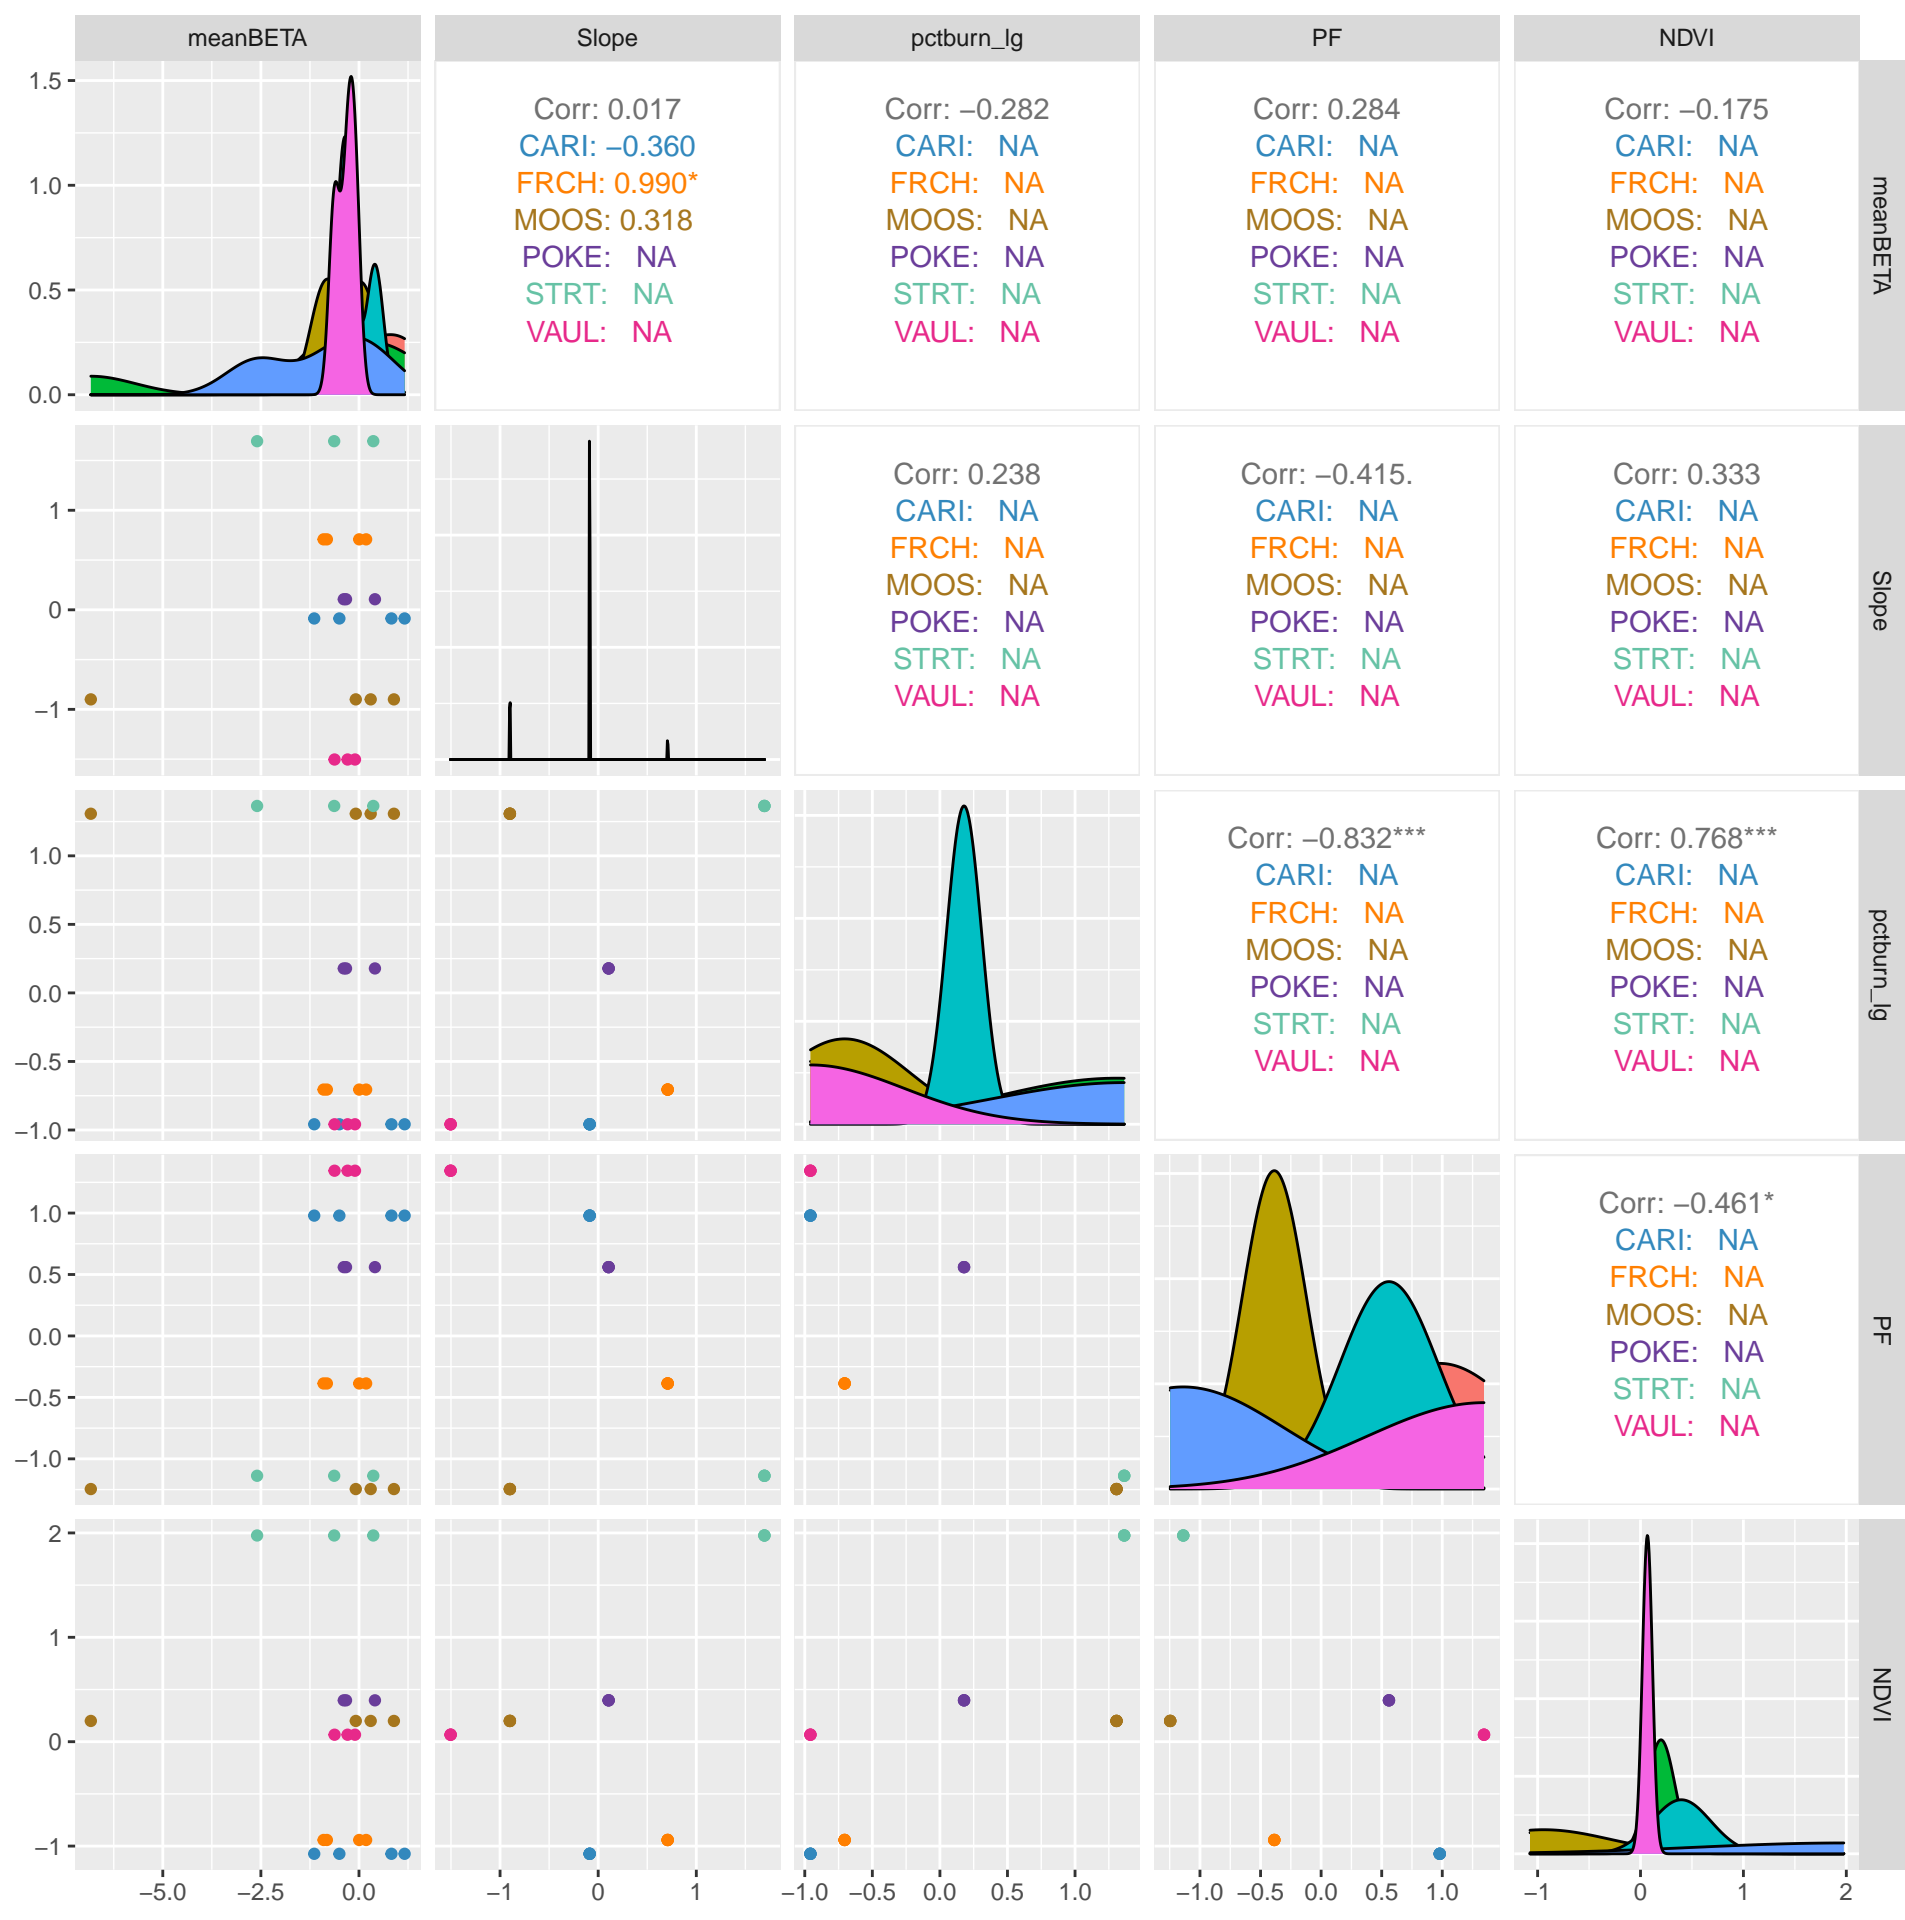 meanBETA
Slope
pctburn_lg
PF
NDVI
1.5
1.0
0.5
0.0
Corr: 0.017
CARI: −0.360
FRCH: 0.990*
MOOS: 0.318
POKE: NA
STRT: NA
VAUL: NA
Corr: −0.282
CARI: NA
FRCH: NA
MOOS: NA
POKE: NA
STRT: NA
VAUL: NA
Corr: 0.284
CARI: NA
FRCH: NA
MOOS: NA
POKE: NA
STRT: NA
VAUL: NA
Corr: −0.175
CARI: NA
FRCH: NA
MOOS: NA
POKE: NA
STRT: NA
VAUL: NA
meanBETA
1
0
−1
Corr: 0.238
CARI: NA
FRCH: NA
MOOS: NA
POKE: NA
STRT: NA
VAUL: NA
Corr: −0.415.
CARI: NA
FRCH: NA
MOOS: NA
POKE: NA
STRT: NA
VAUL: NA
Corr: 0.333
CARI: NA
FRCH: NA
MOOS: NA
POKE: NA
STRT: NA
VAUL: NA
Slope
1.0
0.5
0.0
−0.5
−1.0
Corr: −0.832***
CARI: NA
FRCH: NA
MOOS: NA
POKE: NA
STRT: NA
VAUL: NA
Corr: 0.768***
CARI: NA
FRCH: NA
MOOS: NA
POKE: NA
STRT: NA
VAUL: NA
pctburn_lg
1.0
0.5
0.0
−0.5
−1.0
Corr: −0.461*
CARI: NA
FRCH: NA
MOOS: NA
POKE: NA
STRT: NA
VAUL: NA
PF
2
1
0
−1
NDVI
−5.0 −2.5 0.0
−1 0 1
−1.0 −0.5 0.0 0.5 1.0
−1.0 −0.5 0.0 0.5 1.0
−1 0 1 2